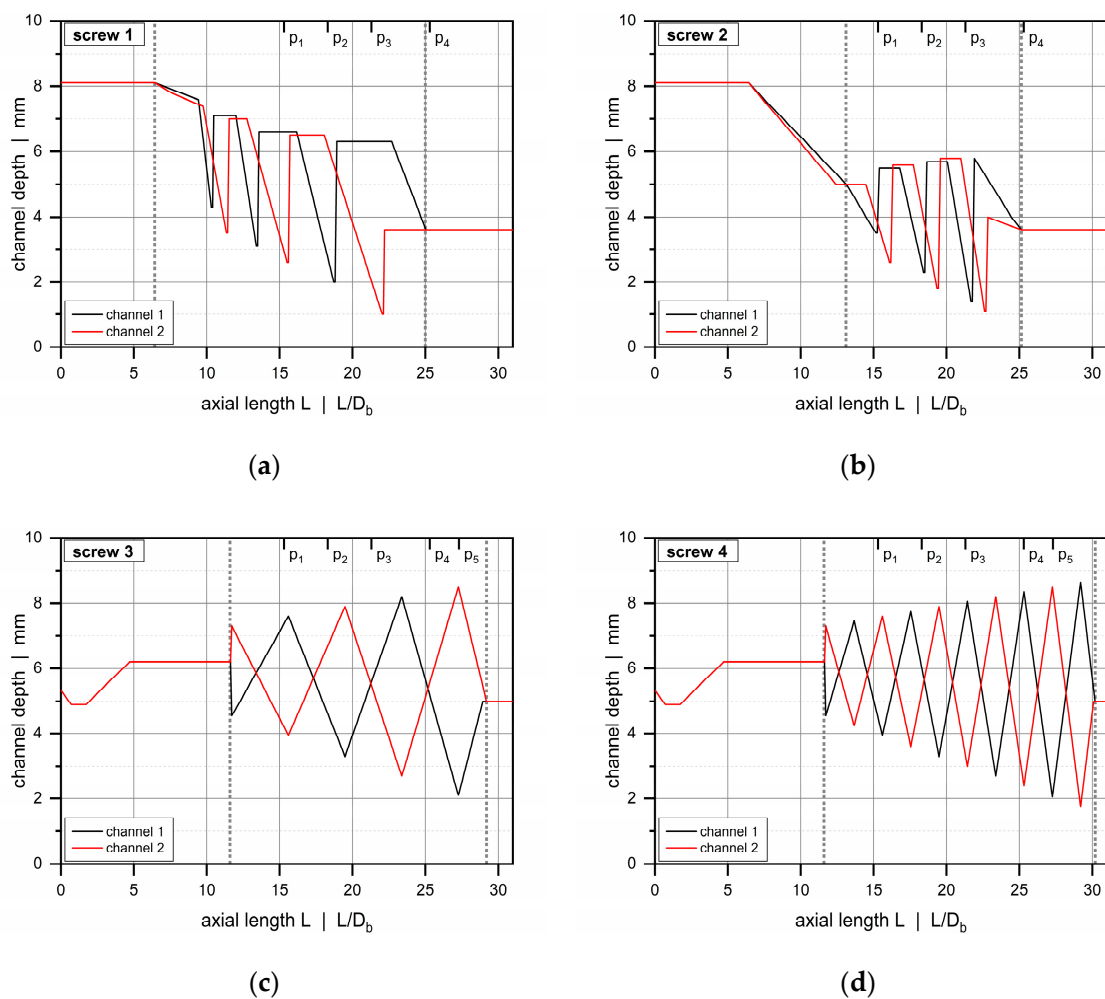 screw 1
p1 p2 p3 p4
10
8
6
4
2
0
channel depth | mm
channel 1
channel 2
0 5 10 15 20 25 30
axial length L | L/Db
(a)
screw 2
p1 p2 p3 p4
10
8
6
4
2
0
channel depth | mm
channel 1
channel 2
0 5 10 15 20 25 30
axial length L | L/Db
(b)
screw 3
p1 p2 p3 p4 p5
10
8
6
4
2
0
channel depth | mm
channel 1
channel 2
0 5 10 15 20 25 30
axial length L | L/Db
(c)
screw 4
p1 p2 p3 p4 p5
10
8
6
4
2
0
channel depth | mm
channel 1
channel 2
0 5 10 15 20 25 30
axial length L | L/Db
(d)